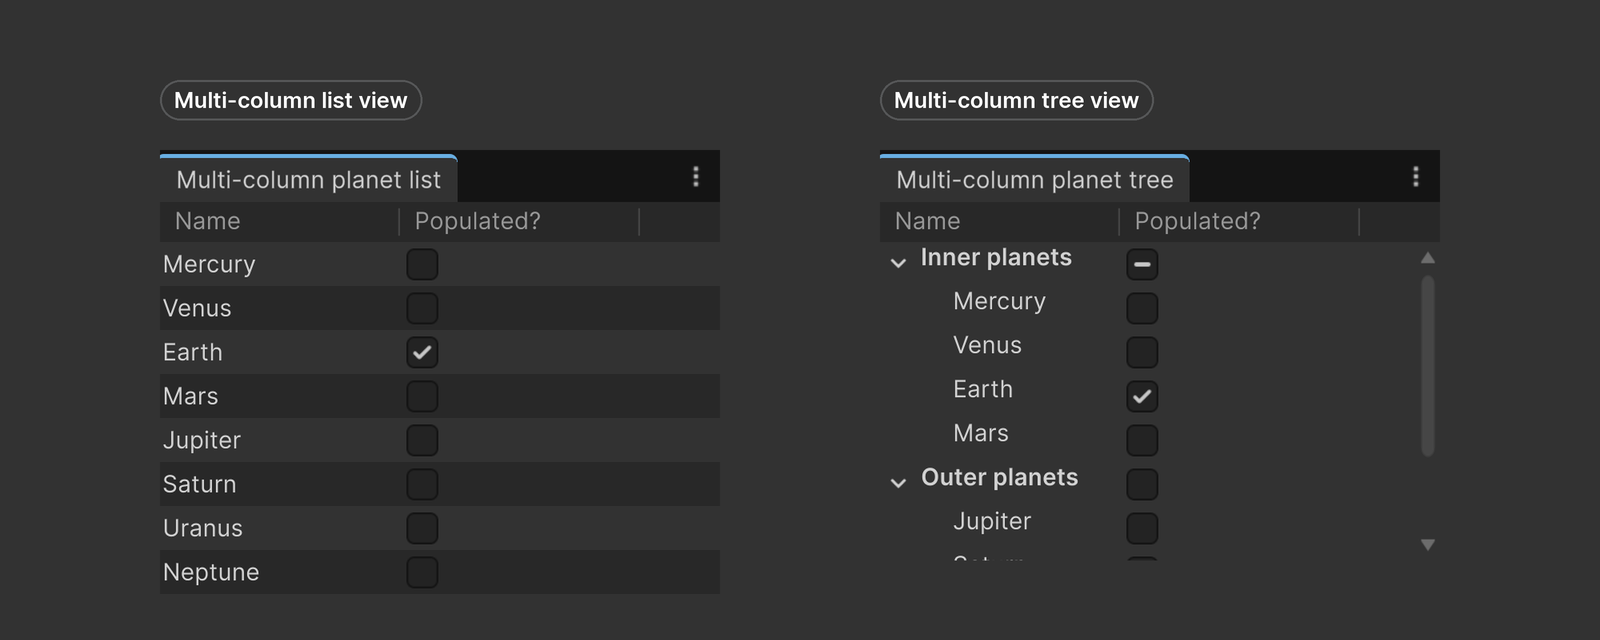 Multi-column list view
Multi-column planet list
Name Populated?
Mercury
Venus
Earth
Mars
Jupiter
Saturn
Uranus
Neptune
Multi-column tree view
Multi-column planet tree
Name Populated?
Inner planets
Mercury
Venus
Earth
Mars
Outer planets
Jupiter